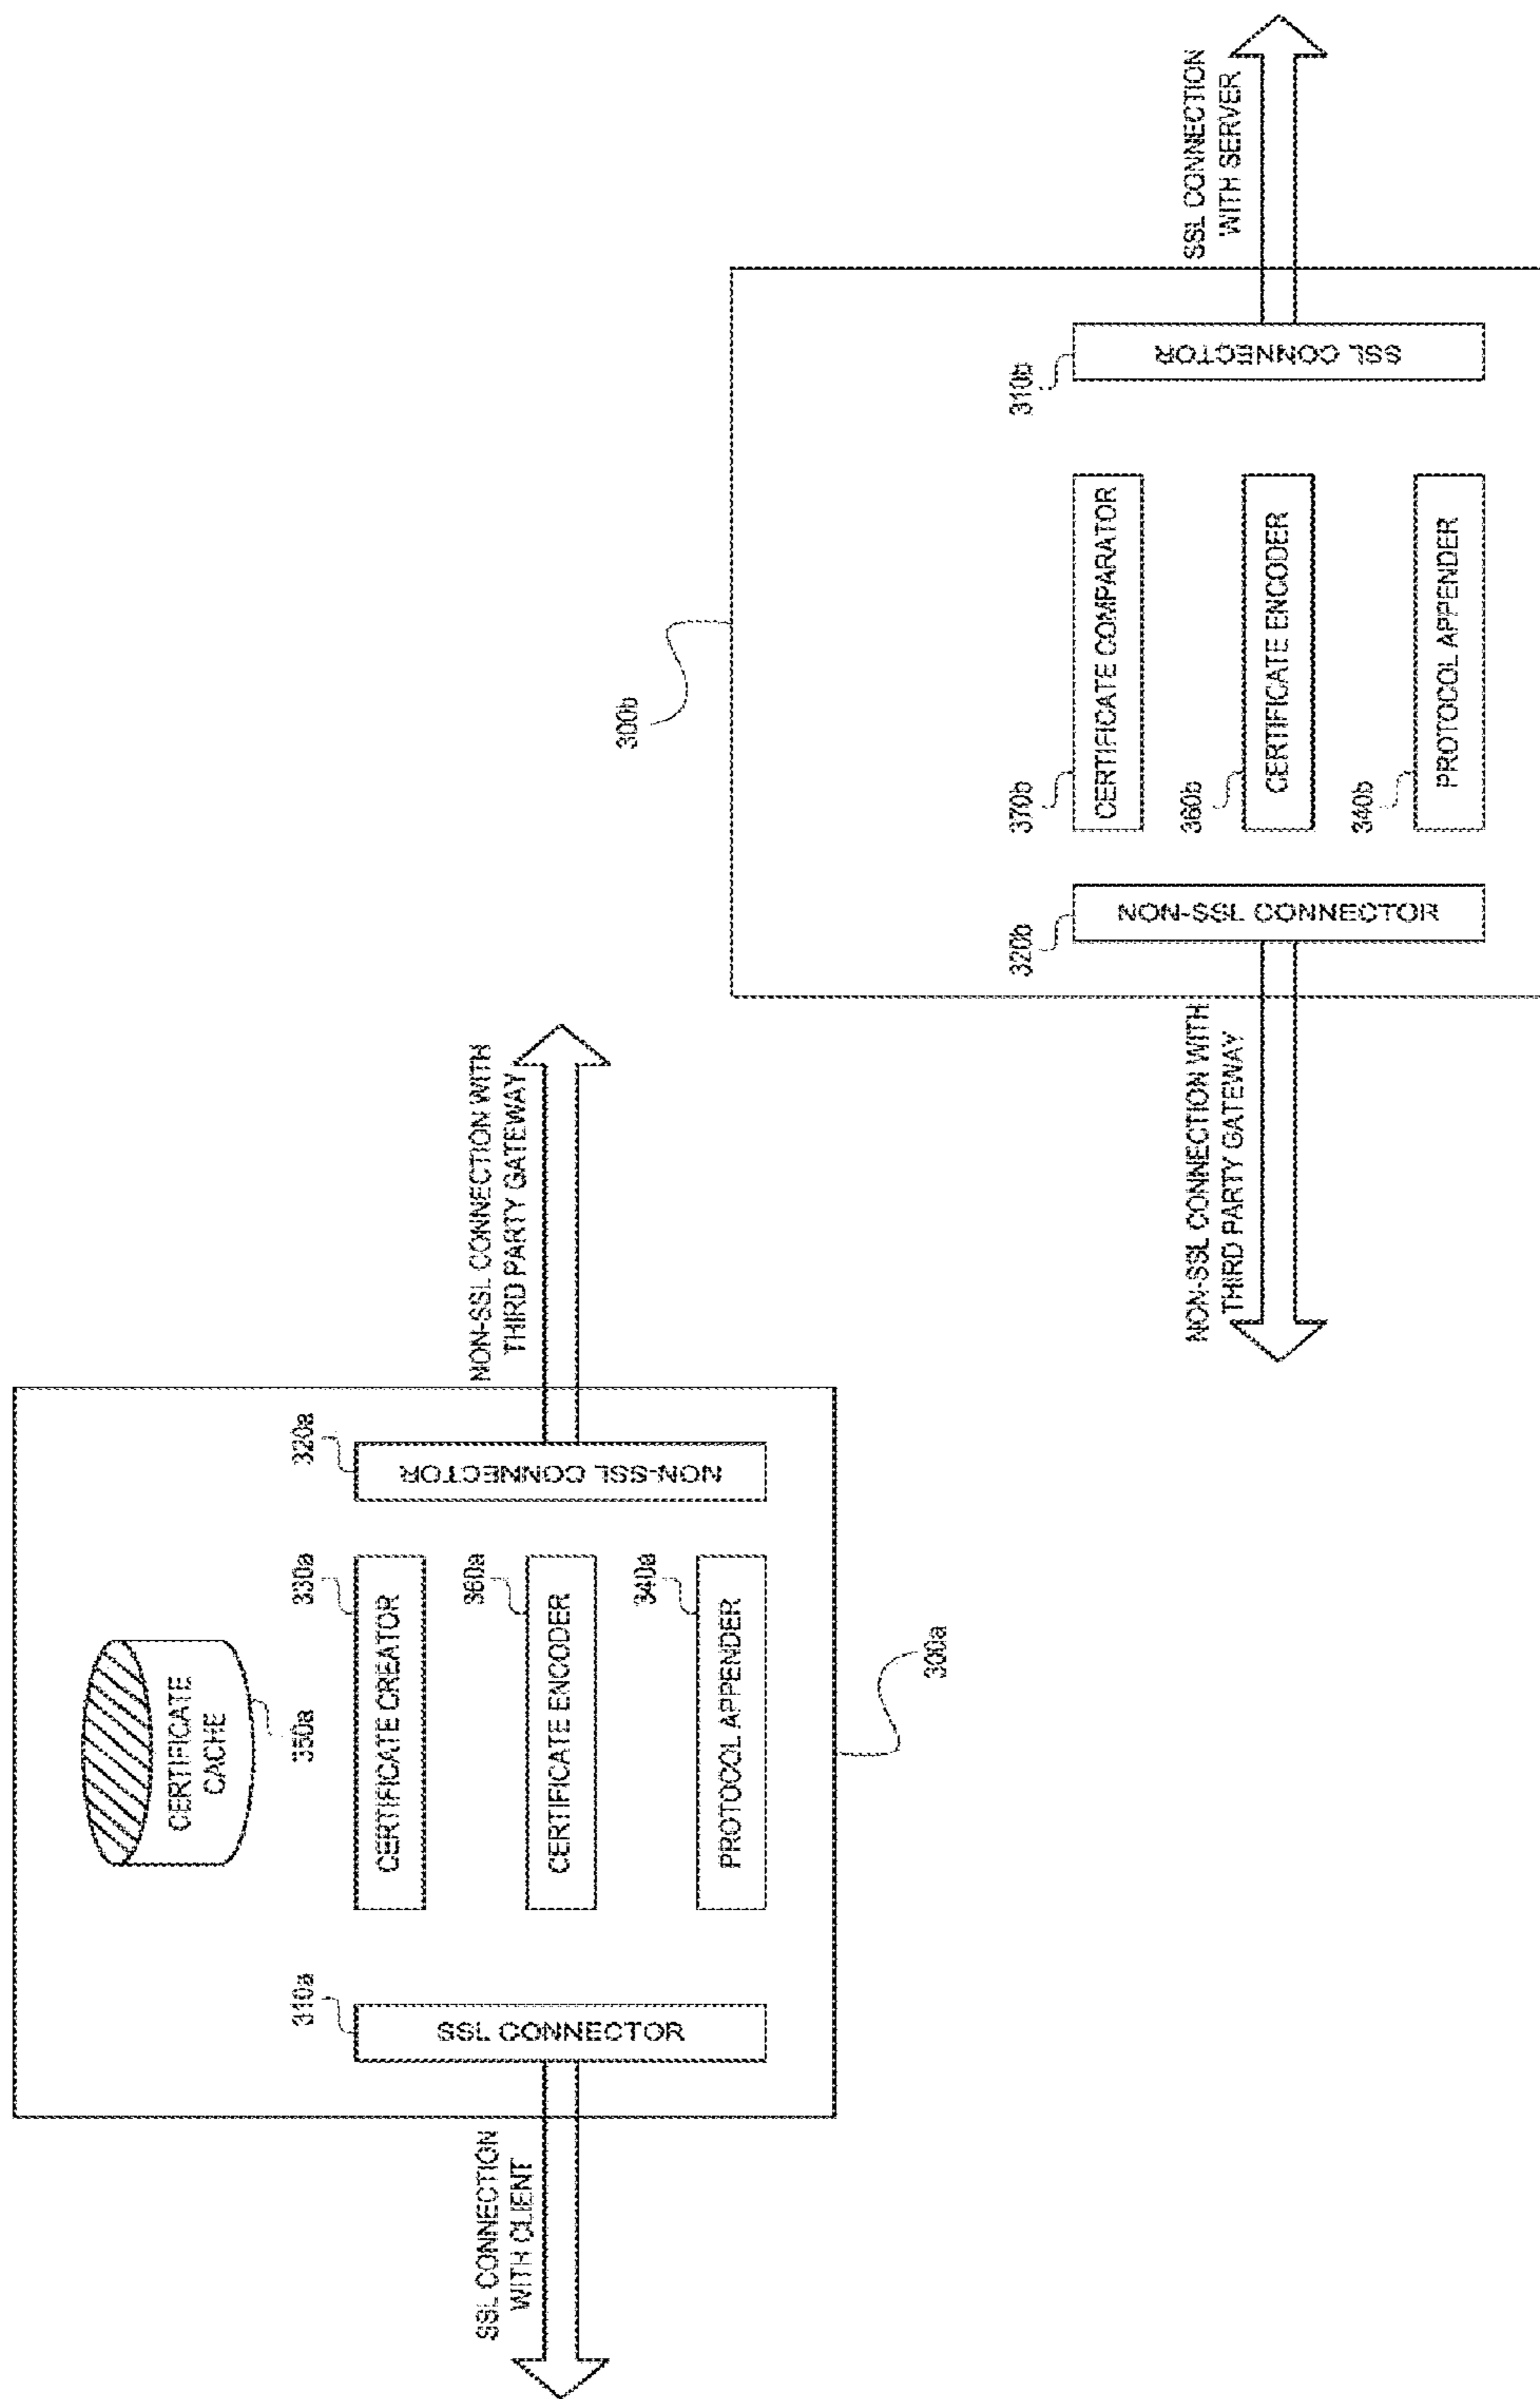 CERTIFICATE
CACHE
350a
310a
SSL CONNECTOR
330a
CERTIFICATE CREATOR
360a
CERTIFICATE ENCODER
340a
PROTOCOL APPENDER
320a
NON-SSL CONNECTOR
300a
SSL CONNECTION
WITH CLIENT
NON-SSL CONNECTION WITH
THIRD PARTY GATEWAY
300b
320b
NON-SSL CONNECTOR
370b
CERTIFICATE COMPARATOR
360b
CERTIFICATE ENCODER
340b
PROTOCOL APPENDER
310b
SSL CONNECTOR
NON-SSL CONNECTION WITH
THIRD PARTY GATEWAY
SSL CONNECTION
WITH SERVER